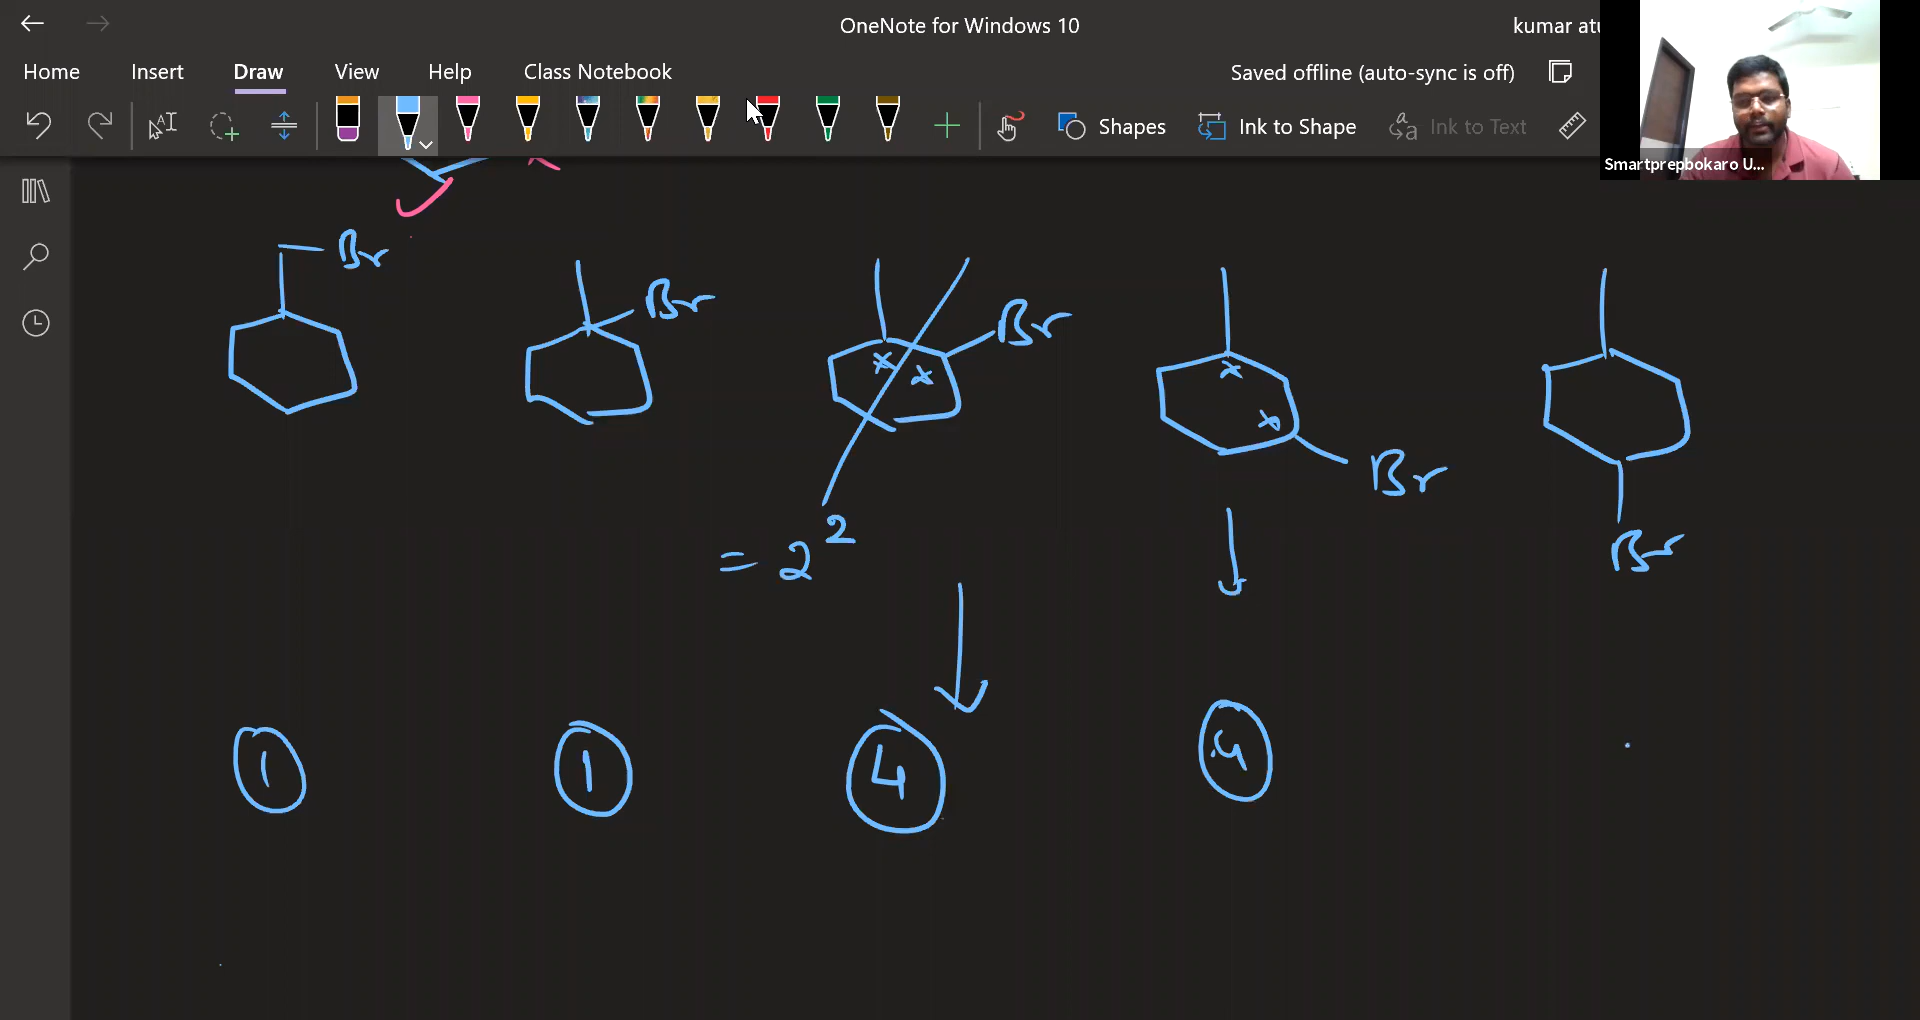 OneNote for Windows 10
kumar atu
Home Insert Draw View Help Class Notebook
Saved offline (auto-sync is off)
Shapes Ink to Shape Ink to Text
Smartprepbokaro U...
Br
Br
Br
Br
Br
= 2²
1
1
4
4